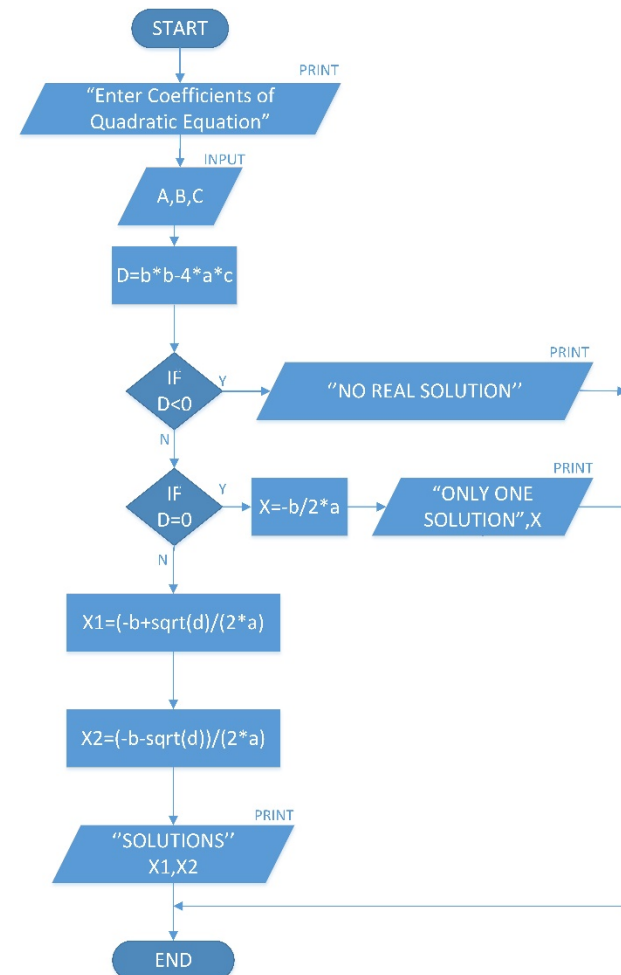 START
PRINT
“Enter Coefficients of
Quadratic Equation”
INPUT
A,B,C
D=b*b-4*a*c
IF
D<0
Y
PRINT
‘’NO REAL SOLUTION’’
N
IF
D=0
Y
X=-b/2*a
PRINT
“ONLY ONE
SOLUTION”,X
N
X1=(-b+sqrt(d)/(2*a)
X2=(-b-sqrt(d))/(2*a)
PRINT
‘’SOLUTIONS’’
X1,X2
END